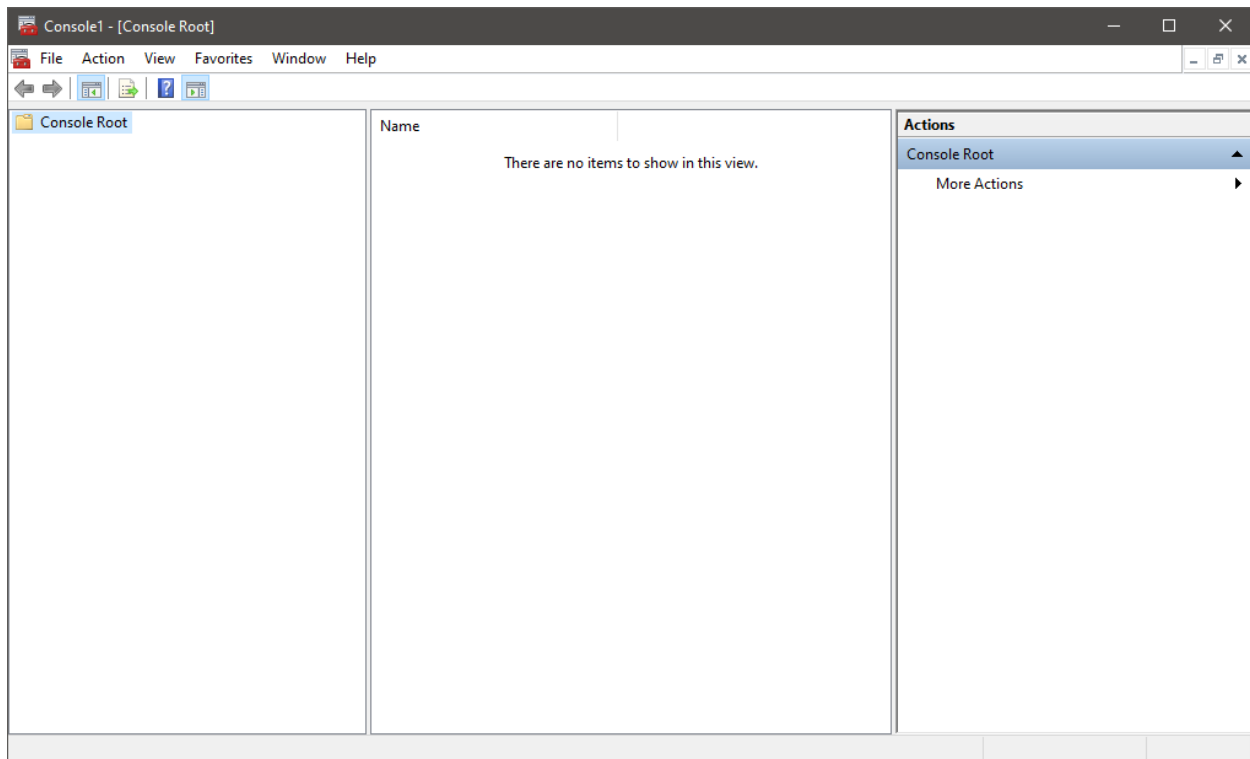 Console1 - [Console Root]
File Action View Favorites Window Help
Console Root
Name
There are no items to show in this view.
Actions
Console Root
More Actions